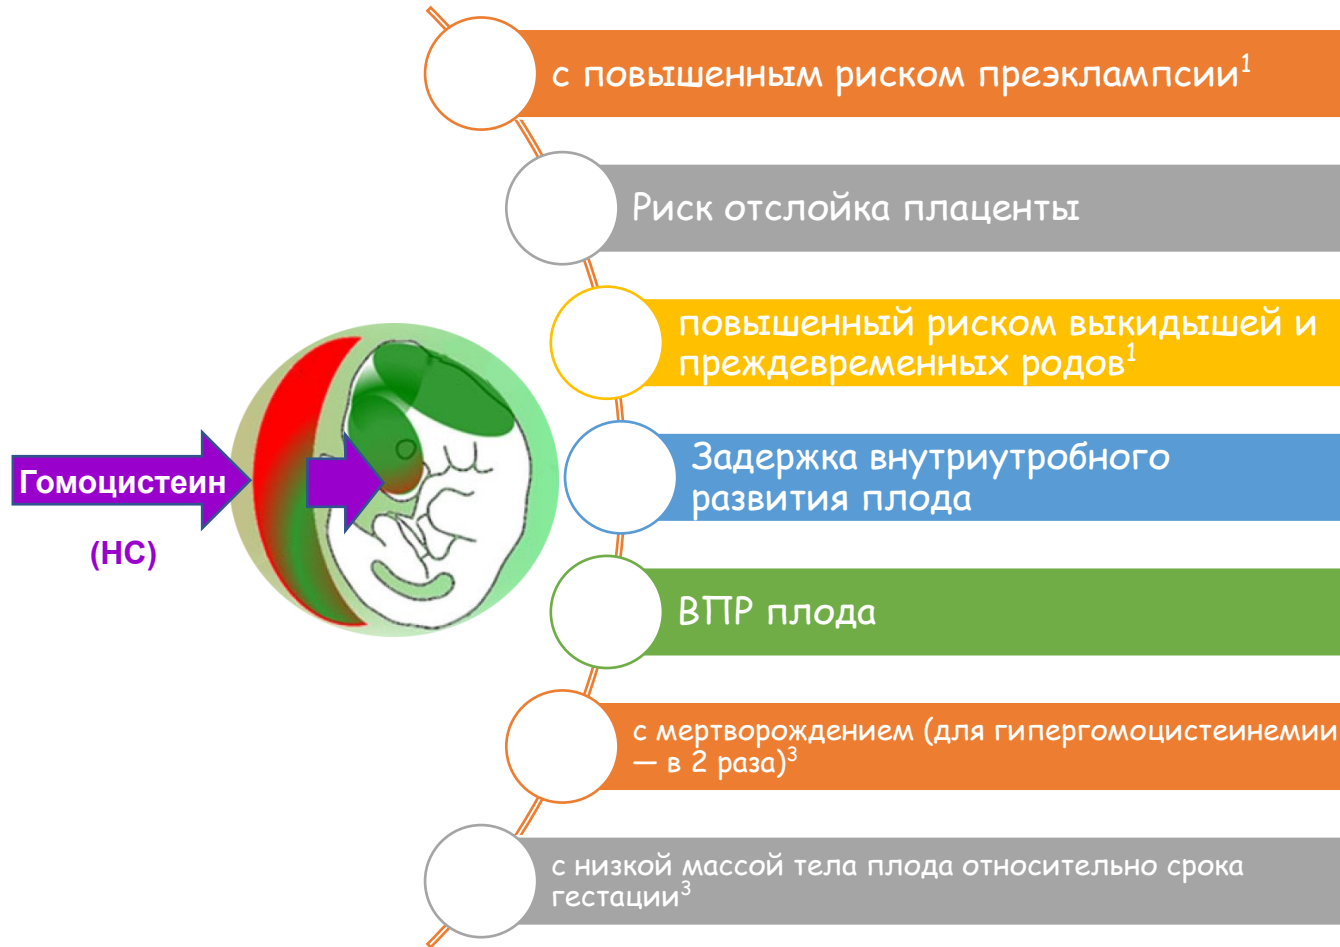 с повышенным риском преэклампсии¹
Риск отслойка плаценты
повышенный риском выкидышей и
преждевременных родов¹
Гомоцистеин
(НС)
Задержка внутриутробного
развития плода
ВПР плода
с мертворождением (для гипергомоцистеинемии
— в 2 раза)³
с низкой массой тела плода относительно срока
гестации³